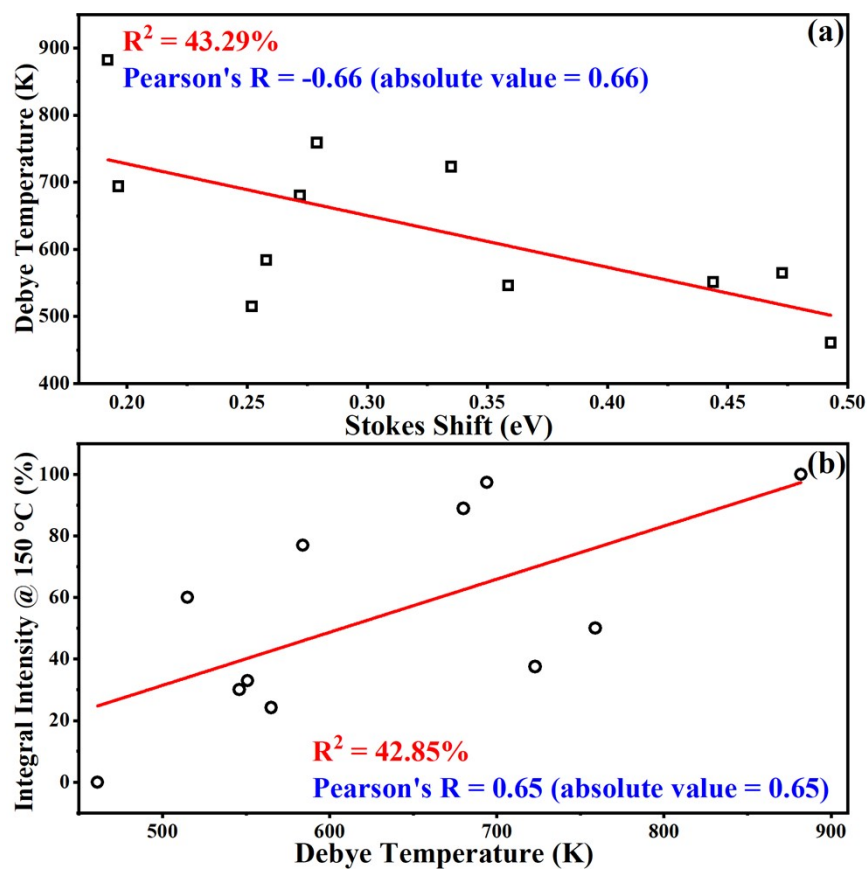 (a)
R² = 43.29%
Pearson's R = -0.66 (absolute value = 0.66)
Debye Temperature (K)
900
800
700
600
500
400
0.20 0.25 0.30 0.35 0.40 0.45 0.50
Stokes Shift (eV)
(b)
Integral Intensity @ 150 °C (%)
100
80
60
40
20
0
R² = 42.85%
Pearson's R = 0.65 (absolute value = 0.65)
500 600 700 800 900
Debye Temperature (K)